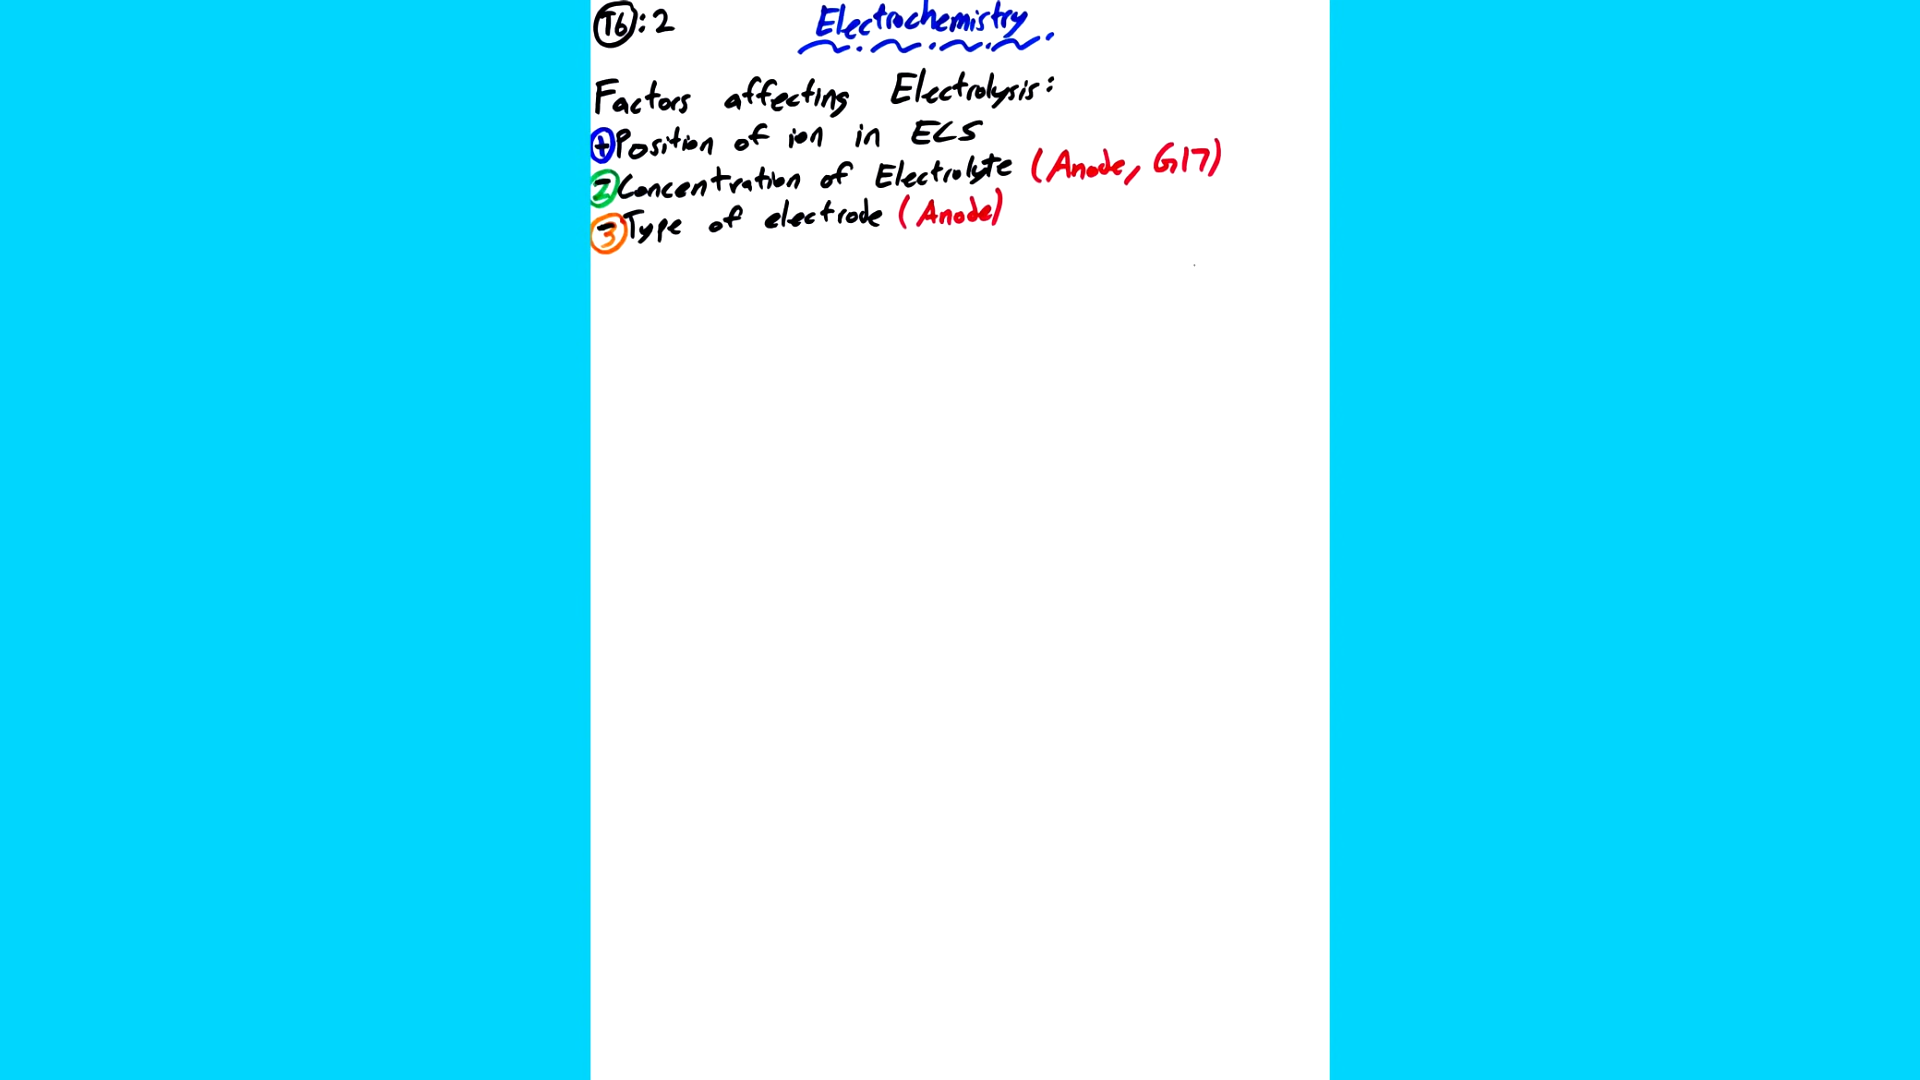 T6: 2 Electrochemistry.
Factors affecting Electrolysis:
1 Position of ion in ECS
2 Concentration of Electrolyte (Anode, G17)
3 Type of electrode (Anode)